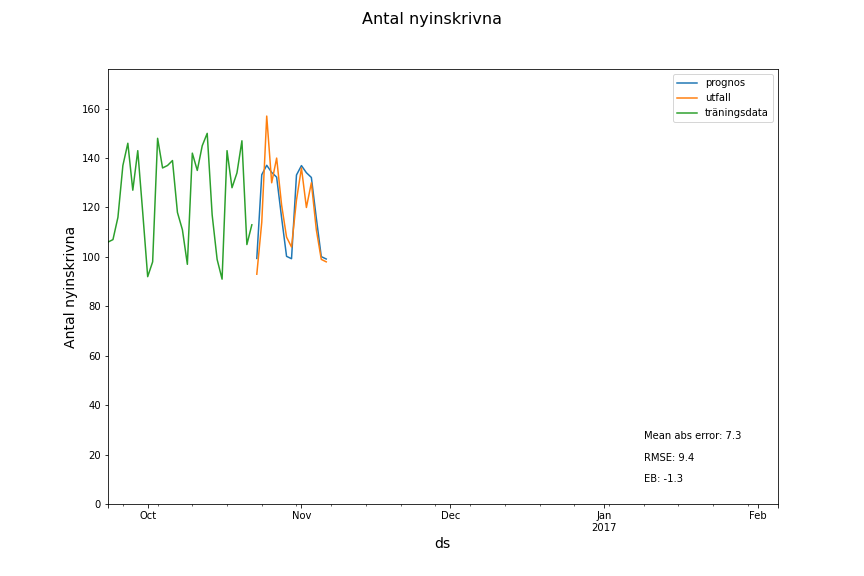 Antal nyinskrivna
prognos
utfall
träningsdata
Antal nyinskrivna
160
140
120
100
80
60
40
20
0
Mean abs error: 7.3
RMSE: 9.4
EB: -1.3
Oct
Nov
Dec
Jan
2017
Feb
ds